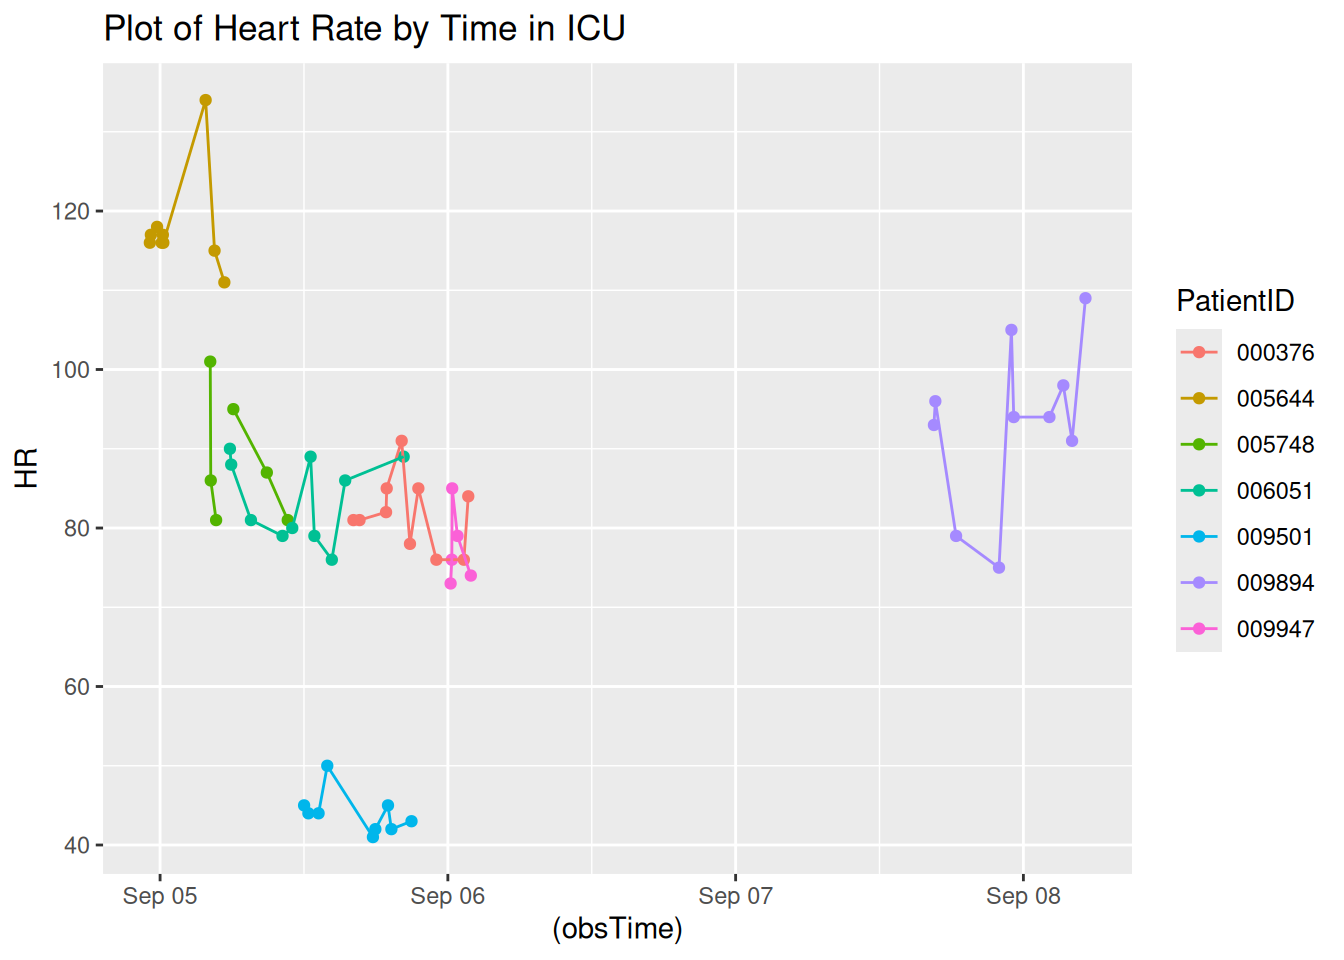 Plot of Heart Rate by Time in ICU
HR
120
100
80
60
40
Sep 05
Sep 06
Sep 07
Sep 08
(obsTime)
PatientID
000376
005644
005748
006051
009501
009894
009947